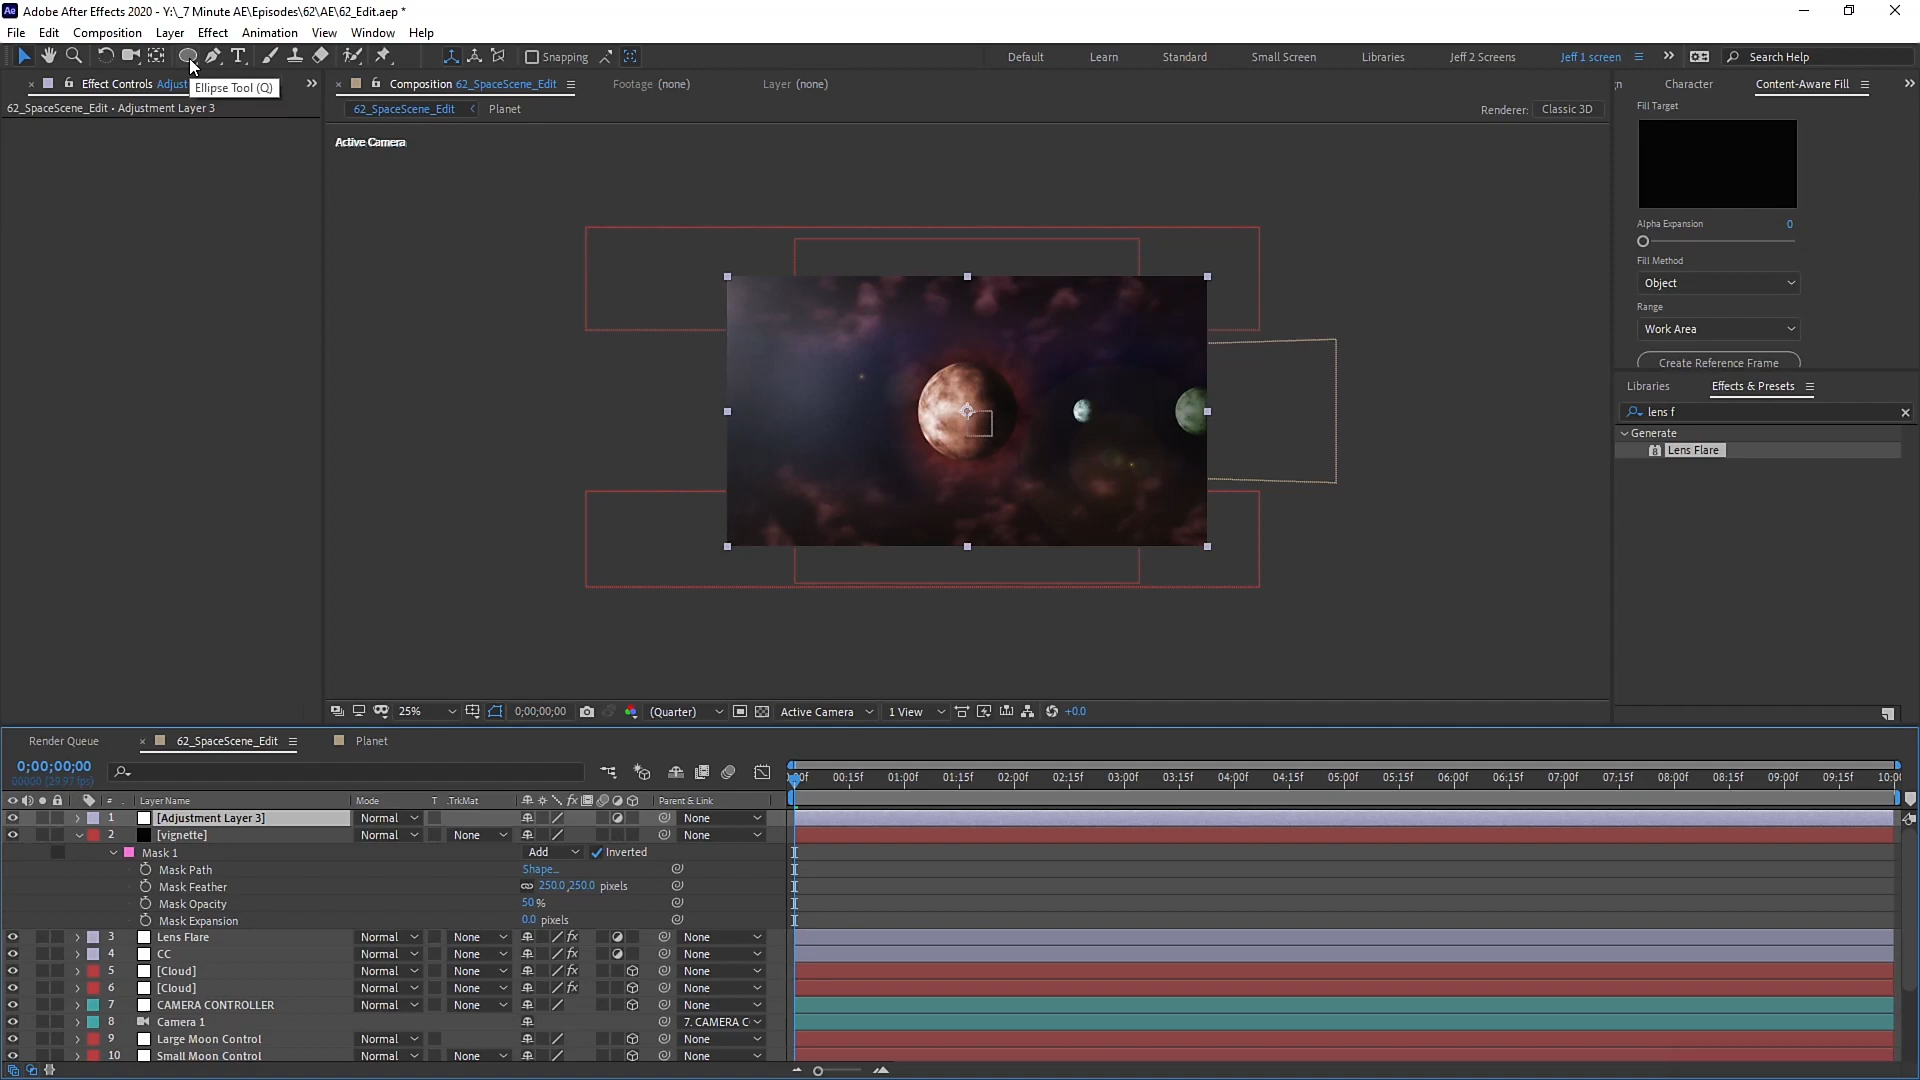 Adobe After Effects 2020 - Y:\_7 Minute AE\Episodes\62\AE\62_Edit.aep *
File Edit Composition Layer Effect Animation View Window Help
Snapping Default Learn Standard Small Screen Libraries Jeff 2 Screens Jeff 1 screen Search Help
Effect Controls Adjust
Ellipse Tool (Q)
62_SpaceScene_Edit • Adjustment Layer 3
Composition 62_SpaceScene_Edit Footage (none) Layer (none)
62_SpaceScene_Edit Planet Renderer: Classic 3D
Active Camera
Character Content-Aware Fill
Fill Target
Alpha Expansion 0
Fill Method
Object
Range
Work Area
Create Reference Frame
Libraries Effects & Presets
lens f
Generate
Lens Flare
25% 0;00;00;00 (Quarter) Active Camera 1 View +0.0
Render Queue 62_SpaceScene_Edit Planet
0;00;00;00
00000 (29.97 fps)
00:15f 01:00f 01:15f 02:00f 02:15f 03:00f 03:15f 04:00f 04:15f 05:00f 05:15f 06:00f 06:15f 07:00f 07:15f 08:00f 08:15f 09:00f 09:15f 10:00
# Layer Name Mode T .TrkMat Parent & Link
1 [Adjustment Layer 3] Normal None
2 [vignette] Normal None None
Mask 1 Add Inverted
Mask Path Shape...
Mask Feather 250.0,250.0 pixels
Mask Opacity 50 %
Mask Expansion 0.0 pixels
3 Lens Flare Normal None fx None
4 CC Normal None fx None
5 [Cloud] Normal None fx None
6 [Cloud] Normal None fx None
7 CAMERA CONTROLLER Normal None None
8 Camera 1 7. CAMERA C
9 Large Moon Control Normal None
10 Small Moon Control Normal None None